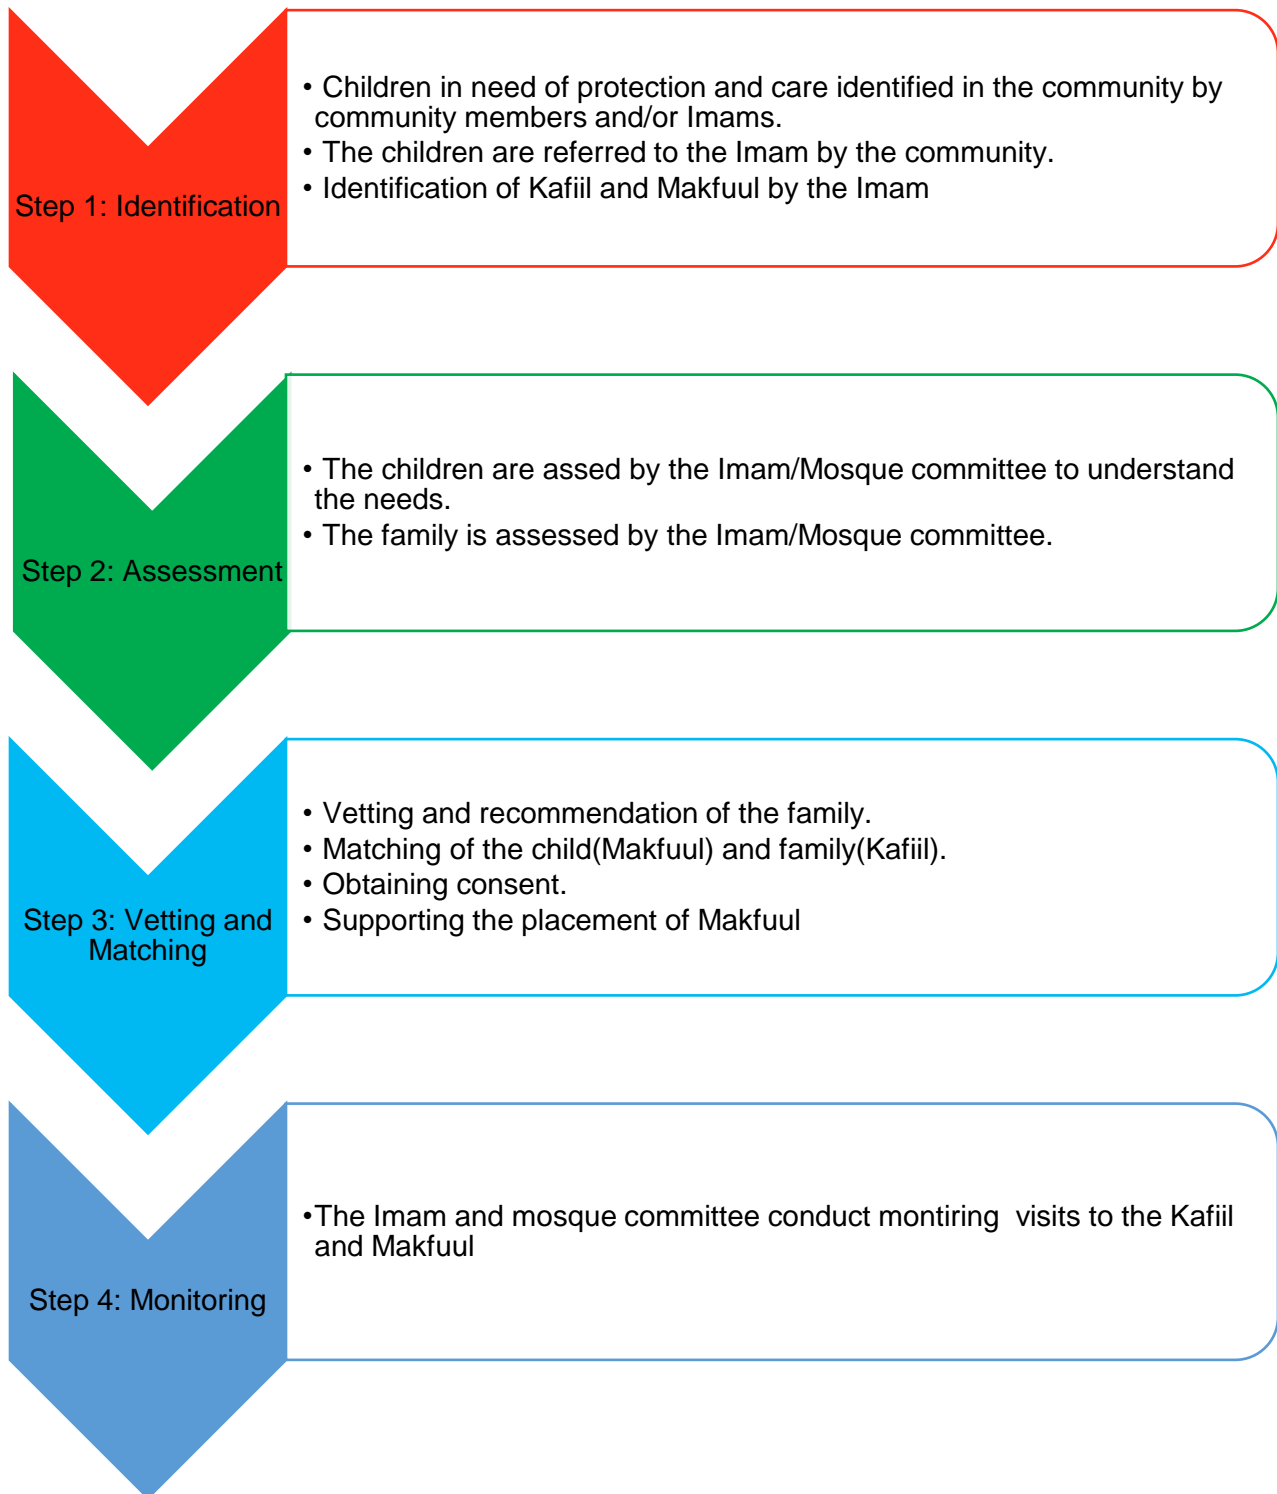 Step 1: Identification
• Children in need of protection and care identified in the community by
community members and/or Imams.
• The children are referred to the Imam by the community.
• Identification of Kafiil and Makfuul by the Imam
Step 2: Assessment
• The children are assed by the Imam/Mosque committee to understand
the needs.
• The family is assessed by the Imam/Mosque committee.
Step 3: Vetting and
Matching
• Vetting and recommendation of the family.
• Matching of the child(Makfuul) and family(Kafiil).
• Obtaining consent.
• Supporting the placement of Makfuul
Step 4: Monitoring
•The Imam and mosque committee conduct montiring  visits to the Kafiil
and Makfuul